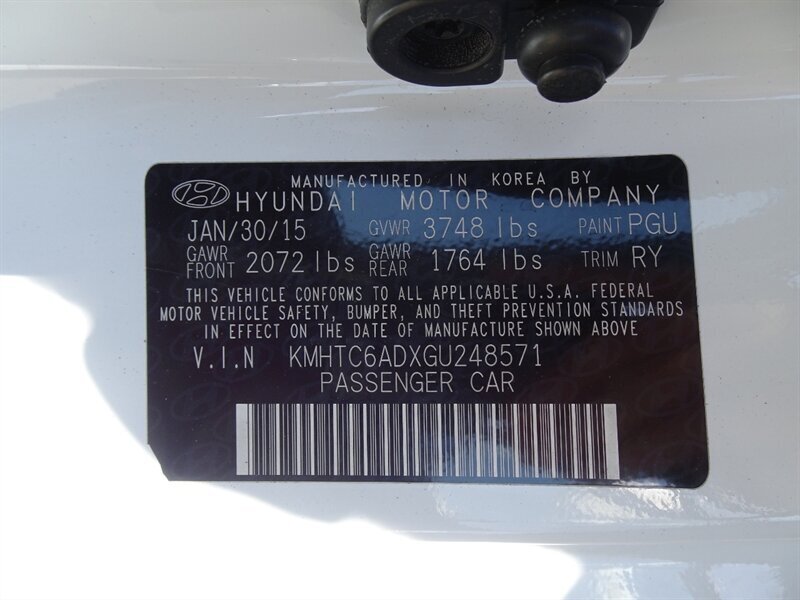 MANUFACTURED IN KOREA BY
HYUNDAI MOTOR COMPANY
JAN/30/15 GVWR 3748 lbs PAINT PGU
GAWR FRONT 2072 lbs GAWR REAR 1764 lbs TRIM RY
THIS VEHICLE CONFORMS TO ALL APPLICABLE U.S.A. FEDERAL
MOTOR VEHICLE SAFETY, BUMPER, AND THEFT PREVENTION STANDARDS
IN EFFECT ON THE DATE OF MANUFACTURE SHOWN ABOVE
V.I.N KMHTC6ADXGU248571
PASSENGER CAR